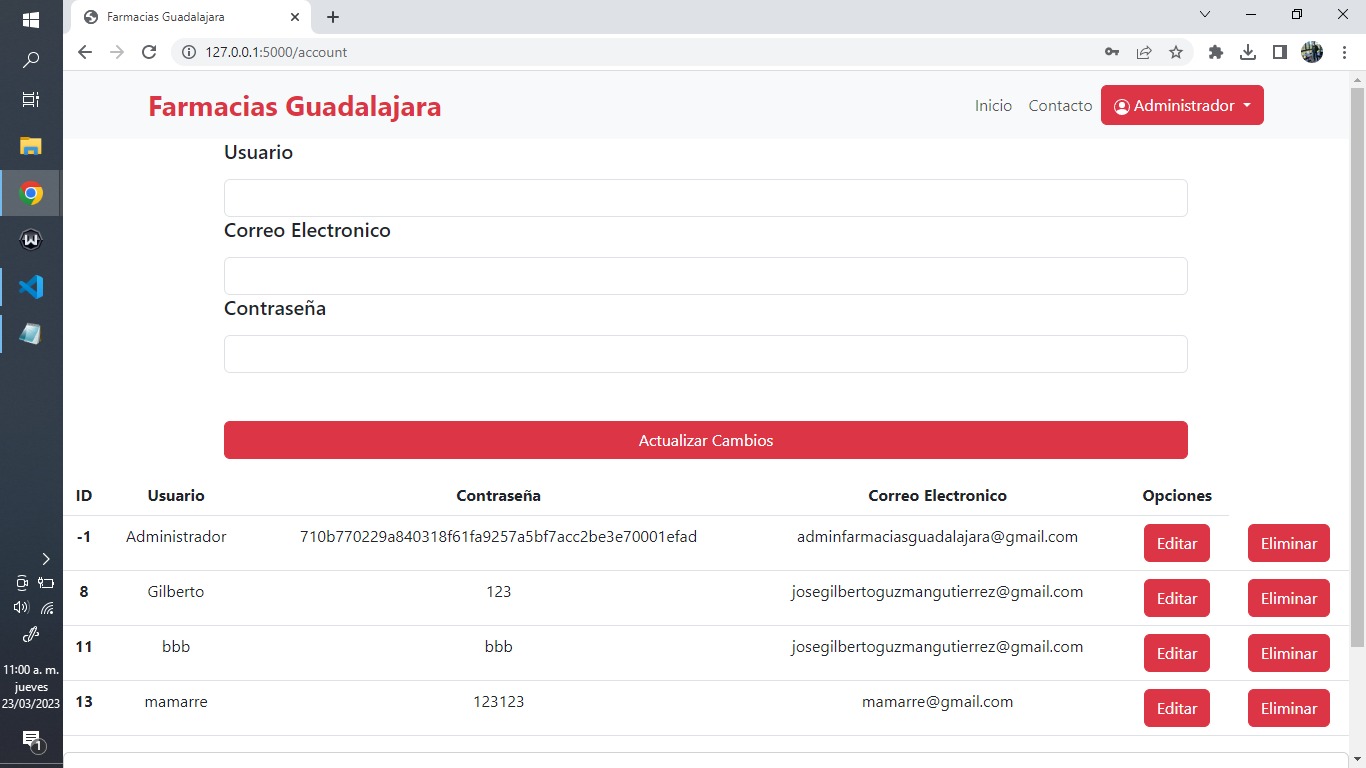 Farmacias Guadalajara
127.0.0.1:5000/account
Farmacias Guadalajara
Inicio
Contacto
Administrador
Usuario
Correo Electronico
Contraseña
Actualizar Cambios
ID Usuario Contraseña Correo Electronico Opciones
-1 Administrador 710b770229a840318f61fa9257a5bf7acc2be3e70001efad adminfarmaciasguadalajara@gmail.com Editar Eliminar
8 Gilberto 123 josegilbertoguzmangutierrez@gmail.com Editar Eliminar
11 bbb bbb josegilbertoguzmangutierrez@gmail.com Editar Eliminar
13 mamarre 123123 mamarre@gmail.com Editar Eliminar
11:00 a. m.
jueves
23/03/2023
1